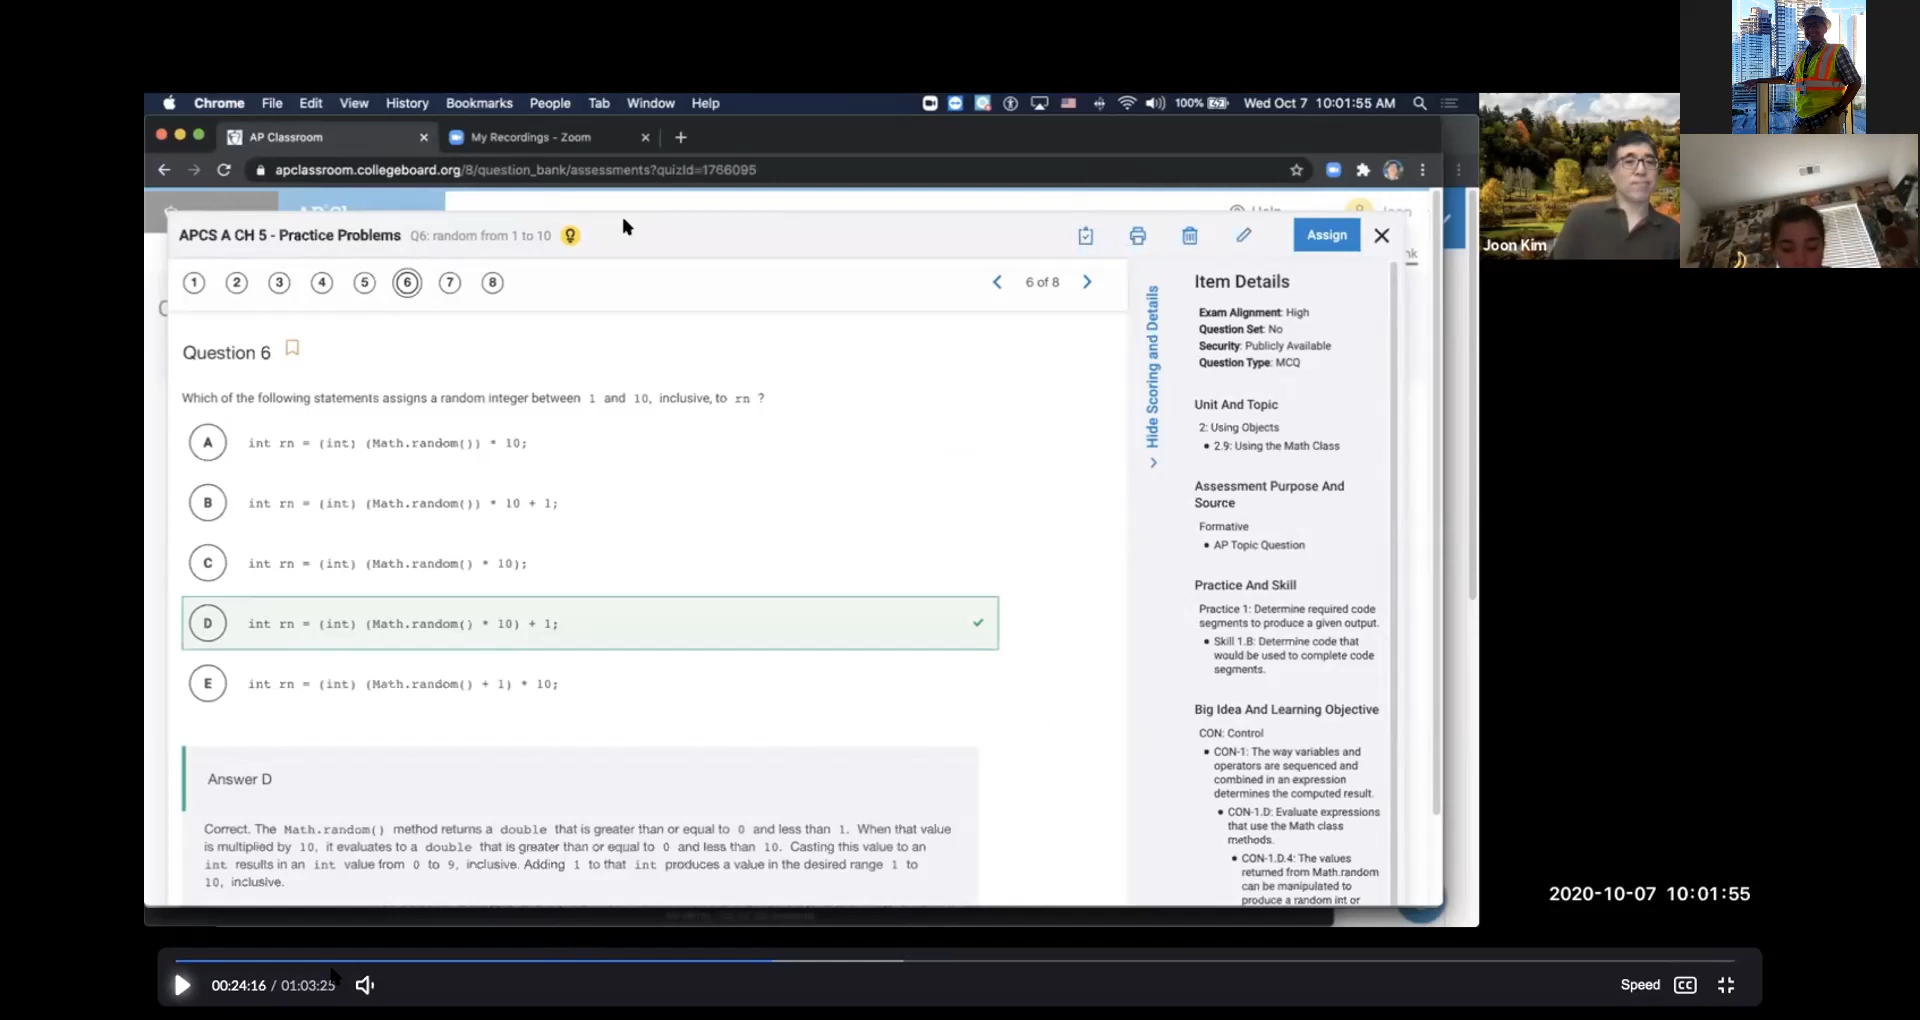 Chrome File Edit View History Bookmarks People Tab Window Help 100% Wed Oct 7 10:01:55 AM
AP Classroom My Recordings - Zoom
apclassroom.collegeboard.org/8/question_bank/assessments?quizId=1766095
Help
APCS A CH 5 - Practice Problems Q6: random from 1 to 10 Assign
1 2 3 4 5 6 7 8 6 of 8
Question 6
Which of the following statements assigns a random integer between 1 and 10, inclusive, to rn ?
A int rn = (int) (Math.random()) * 10;
B int rn = (int) (Math.random()) * 10 + 1;
C int rn = (int) (Math.random() * 10);
D int rn = (int) (Math.random() * 10) + 1;
E int rn = (int) (Math.random() + 1) * 10;
Answer D
Correct. The Math.random() method returns a double that is greater than or equal to 0 and less than 1. When that value
is multiplied by 10, it evaluates to a double that is greater than or equal to 0 and less than 10. Casting this value to an
int results in an int value from 0 to 9, inclusive. Adding 1 to that int produces a value in the desired range 1 to
10, inclusive.
Hide Scoring and Details
Item Details
Exam Alignment: High
Question Set: No
Security: Publicly Available
Question Type: MCQ
Unit And Topic
2: Using Objects
• 2.9: Using the Math Class
Assessment Purpose And
Source
Formative
• AP Topic Question
Practice And Skill
Practice 1: Determine required code
segments to produce a given output.
• Skill 1.B: Determine code that
would be used to complete code
segments.
Big Idea And Learning Objective
CON: Control
• CON-1: The way variables and
operators are sequenced and
combined in an expression
determines the computed result.
• CON-1.D: Evaluate expressions
that use the Math class
methods.
• CON-1.D.4: The values
returned from Math.random
can be manipulated to
produce a random int or
Joon Kim
2020-10-07 10:01:55
00:24:16 / 01:03:25
Speed CC